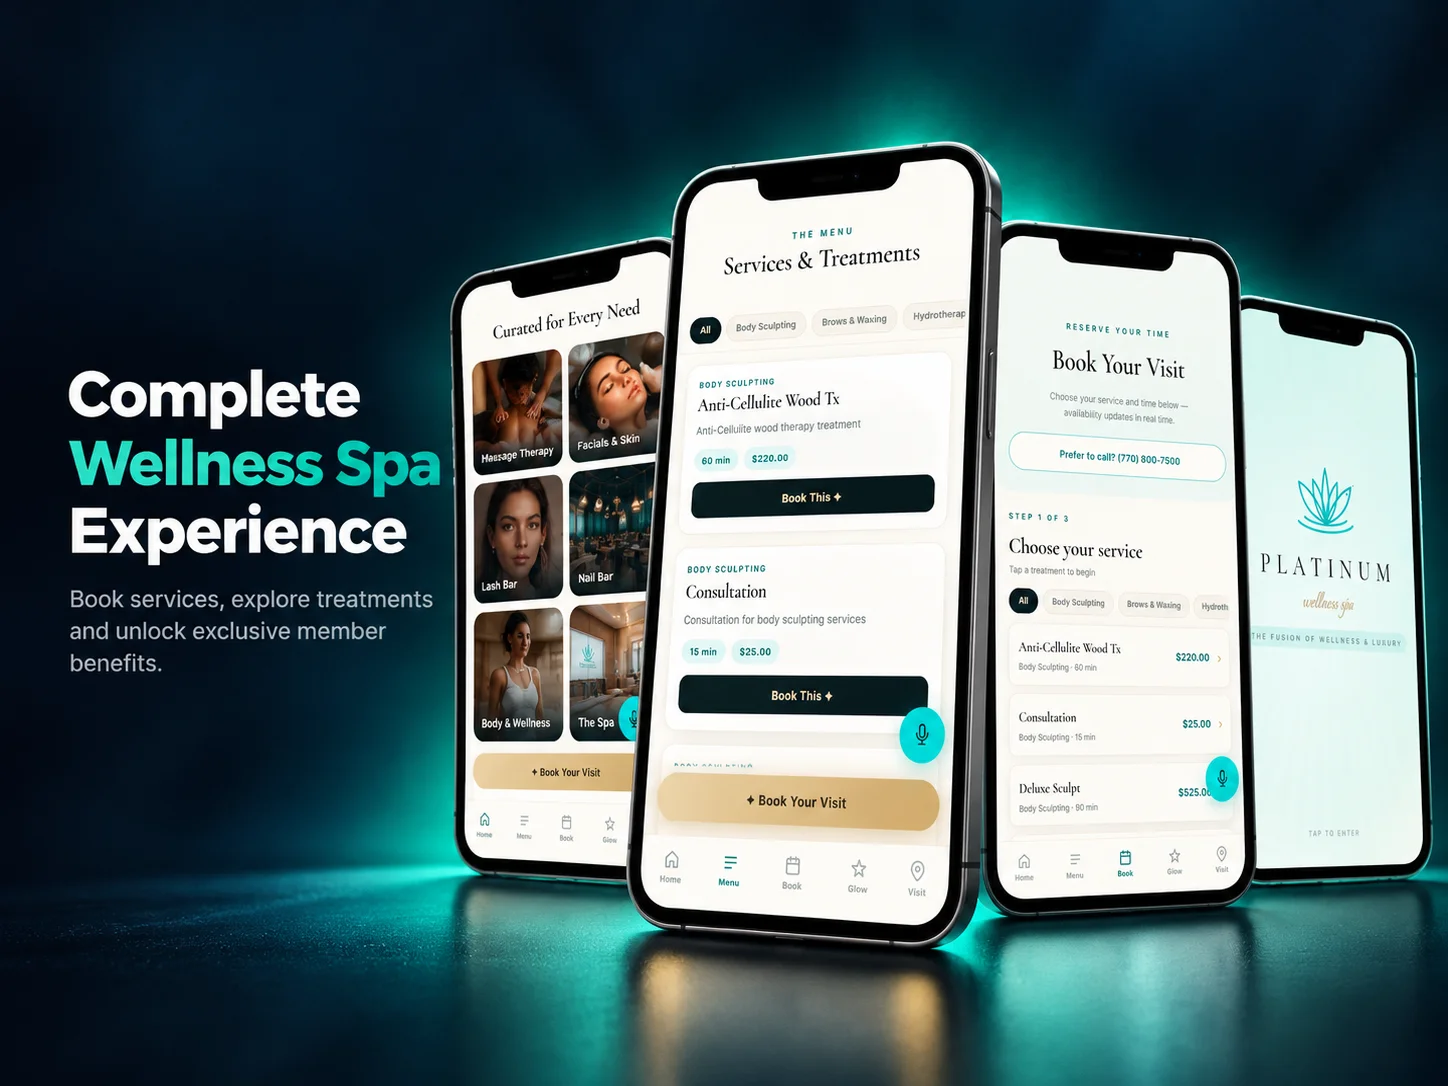 Complete
Wellness Spa
Experience
Book services, explore treatments
and unlock exclusive member
benefits.
Curated for Every Need
Massage Therapy
Facials & Skin
Lash Bar
Nail Bar
Body & Wellness
The Spa
✦ Book Your Visit
Home
Menu
Book
Glow
THE MENU
Services & Treatments
All
Body Sculpting
Brows & Waxing
Hydrotherap
BODY SCULPTING
Anti-Cellulite Wood Tx
Anti-Cellulite wood therapy treatment
60 min
$220.00
Book This ✦
BODY SCULPTING
Consultation
Consultation for body sculpting services
15 min
$25.00
Book This ✦
BODY SCULPTING
✦ Book Your Visit
Home
Menu
Book
Glow
Visit
RESERVE YOUR TIME
Book Your Visit
Choose your service and time below —
availability updates in real time.
Prefer to call? (770) 800-7500
STEP 1 OF 3
Choose your service
Tap a treatment to begin
All
Body Sculpting
Brows & Waxing
Hydroth
Anti-Cellulite Wood Tx
Body Sculpting · 60 min
$220.00 ›
Consultation
Body Sculpting · 15 min
$25.00 ›
Deluxe Sculpt
Body Sculpting · 90 min
$525.00
Home
Menu
Book
Glow
Visit
PLATINUM
wellness spa
THE FUSION OF WELLNESS & LUXURY
TAP TO ENTER